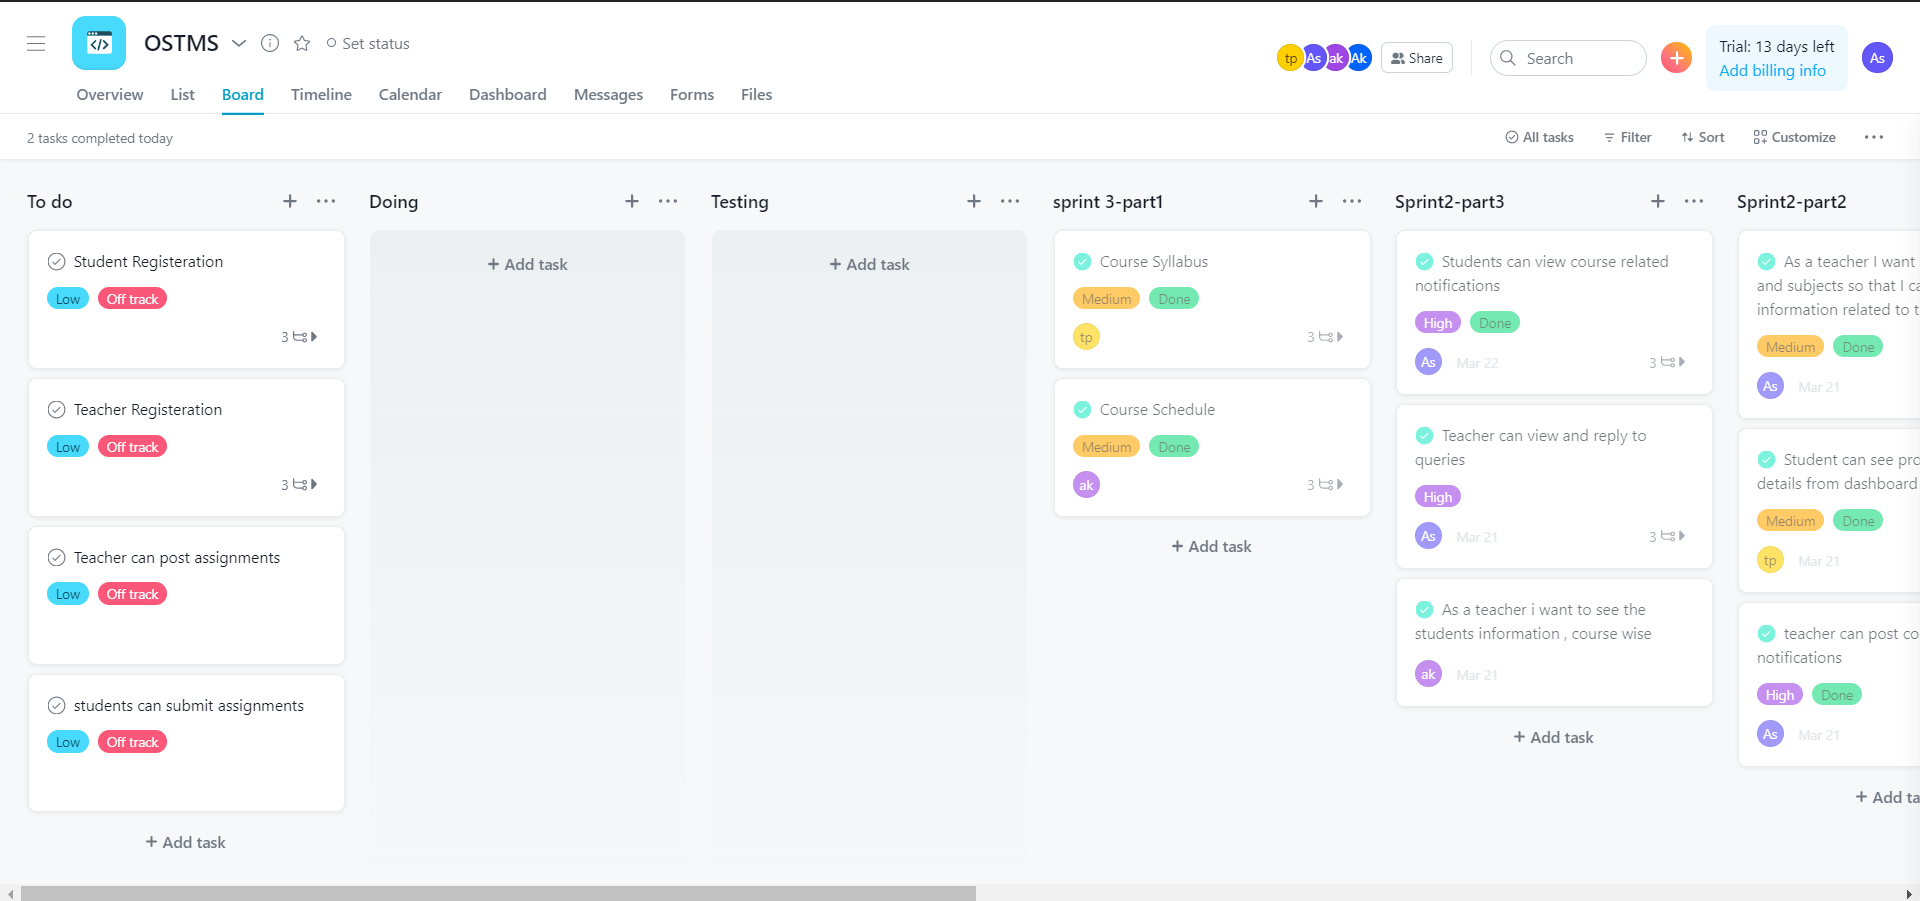 OSTMS
Set status
tp As ak Ak
Share
Search
Trial: 13 days left
Add billing info
As
Overview List Board Timeline Calendar Dashboard Messages Forms Files
2 tasks completed today
All tasks Filter Sort Customize
To do
Student Registeration
Low Off track
3
Teacher Registeration
Low Off track
3
Teacher can post assignments
Low Off track
students can submit assignments
Low Off track
+ Add task
Doing
+ Add task
Testing
+ Add task
sprint 3-part1
Course Syllabus
Medium Done
tp 3
Course Schedule
Medium Done
ak 3
+ Add task
Sprint2-part3
Students can view course related
notifications
High Done
As Mar 22 3
Teacher can view and reply to
queries
High
As Mar 21 3
As a teacher i want to see the
students information , course wise
ak Mar 21
+ Add task
Sprint2-part2
As a teacher I want
and subjects so that I ca
information related to t
Medium Done
As Mar 21
Student can see pro
details from dashboard
Medium Done
tp Mar 21
teacher can post co
notifications
High Done
As Mar 21
+ Add ta